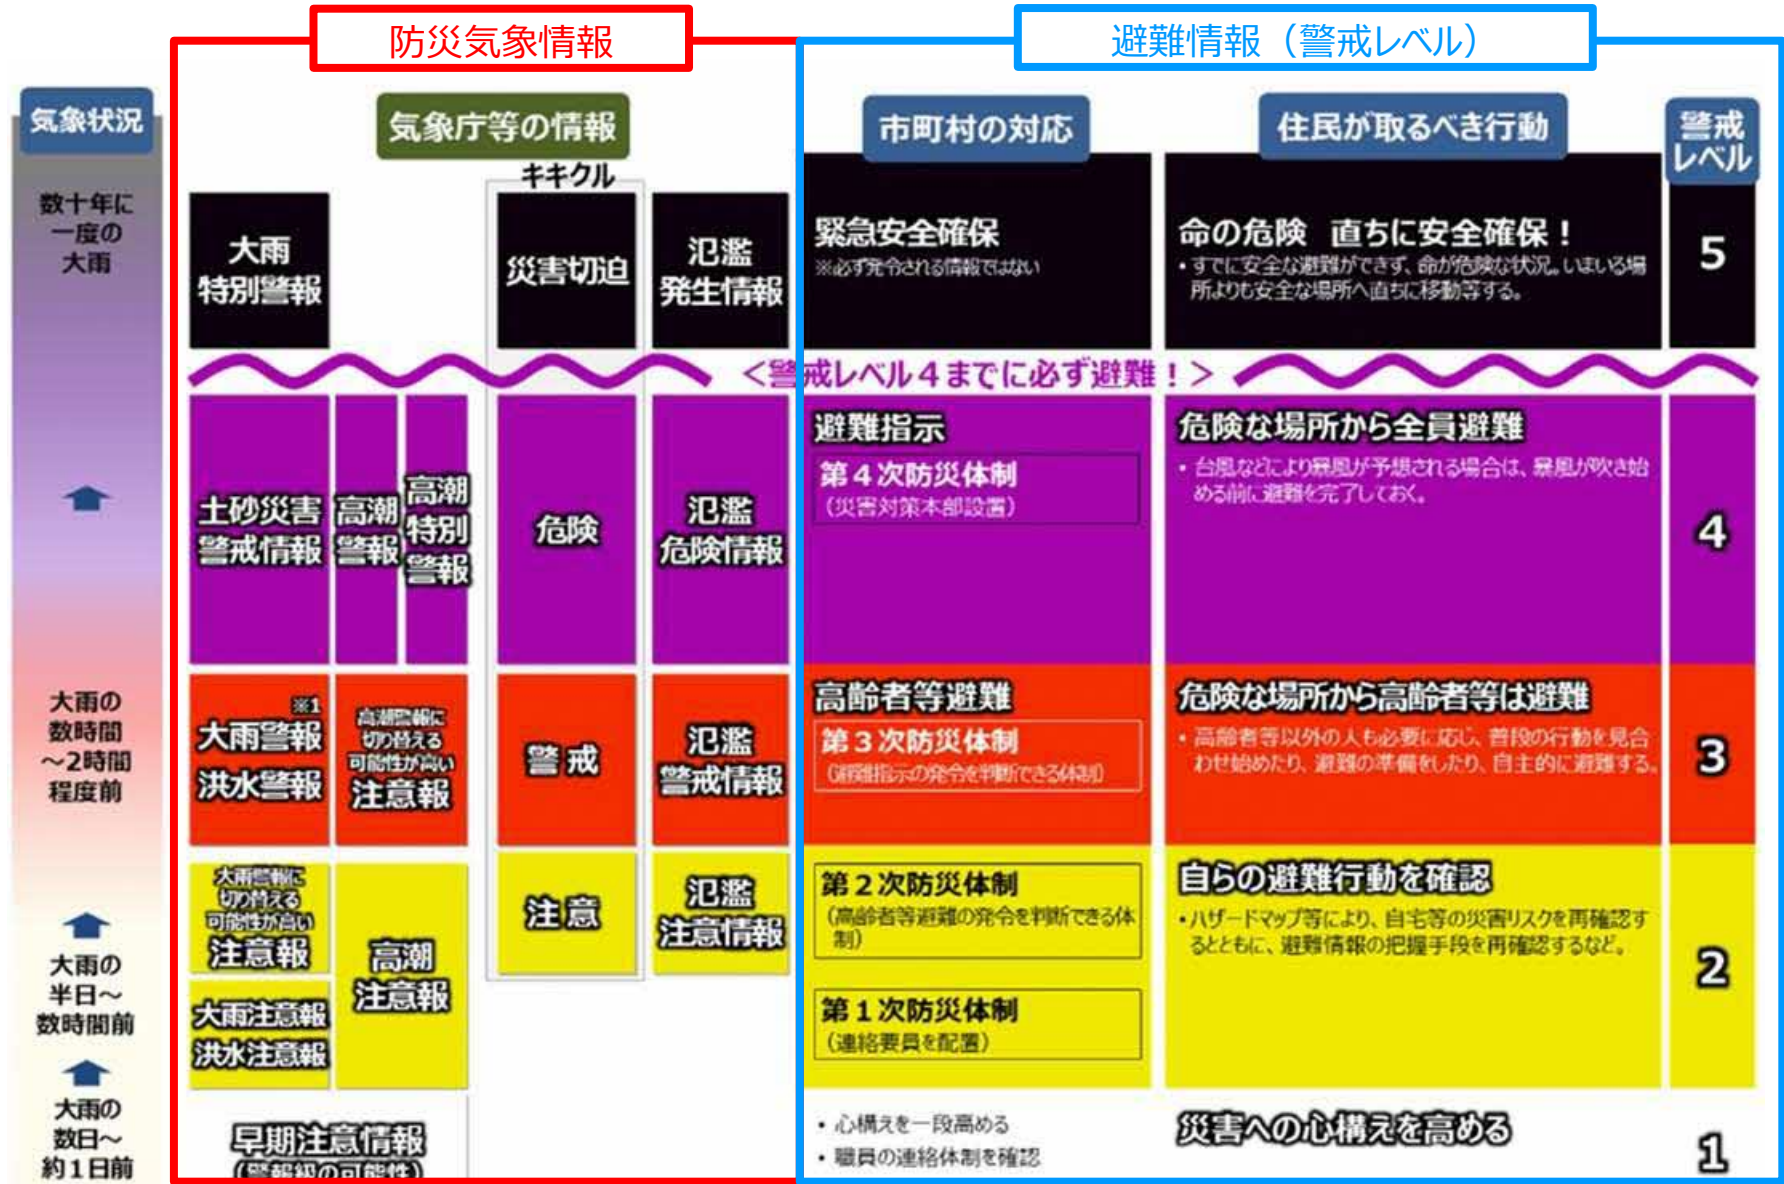 防災気象情報
避難情報（警戒レベル）
気象状況
気象庁等の情報
市町村の対応
住民が取るべき行動
警戒
レベル
キキクル
数十年に
一度の
大雨
大雨
特別警報
災害切迫
氾濫
発生情報
緊急安全確保
※必ず発令される情報ではない
命の危険 直ちに安全確保！
・すでに安全な避難ができず、命が危険な状況。いまいる場
所よりも安全な場所へ直ちに移動等する。
5
＜警戒レベル４までに必ず避難！＞
土砂災害
警戒情報
高潮
警報
高潮
特別
警報
危険
氾濫
危険情報
避難指示
第４次防災体制
（災害対策本部設置）
危険な場所から全員避難
・台風などにより暴風が予想される場合は、暴風が吹き始
める前に避難を完了しておく。
4
大雨の
数時間
～2時間
程度前
※1
大雨警報
洪水警報
高潮警報に
切り替える
可能性が高い
注意報
警戒
氾濫
警戒情報
高齢者等避難
第３次防災体制
（避難指示の発令を判断できる体制）
危険な場所から高齢者等は避難
・高齢者等以外の人も必要に応じ、普段の行動を見合
わせ始めたり、避難の準備をしたり、自主的に避難する。
3
大雨の
半日～
数時間前
大雨警報に
切り替える
可能性が高い
注意報
大雨注意報
洪水注意報
高潮
注意報
注意
氾濫
注意情報
第２次防災体制
（高齢者等避難の発令を判断できる体
制）
第１次防災体制
（連絡要員を配置）
自らの避難行動を確認
・ハザードマップ等により、自宅等の災害リスクを再確認す
るとともに、避難情報の把握手段を再確認するなど。
2
大雨の
数日～
約１日前
早期注意情報
（警報級の可能性）
・心構えを一段高める
・職員の連絡体制を確認
災害への心構えを高める
1